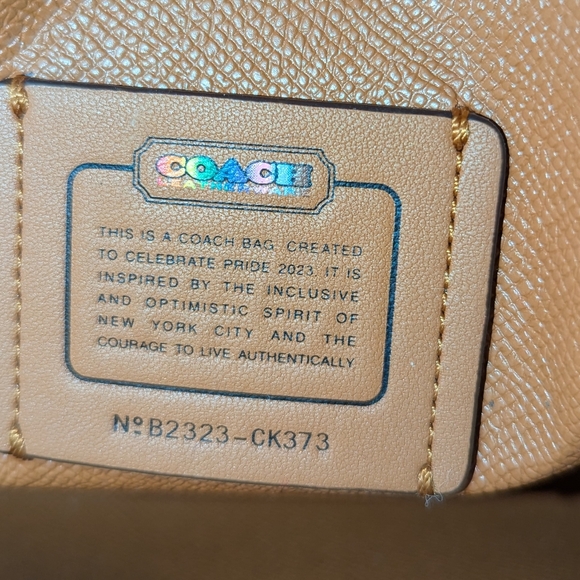 COACH
THIS IS A COACH BAG, CREATED
TO CELEBRATE PRIDE 2023. IT IS
INSPIRED BY THE INCLUSIVE
AND OPTIMISTIC SPIRIT OF
NEW YORK CITY AND THE
COURAGE TO LIVE AUTHENTICALLY
Nº B2323-CK373